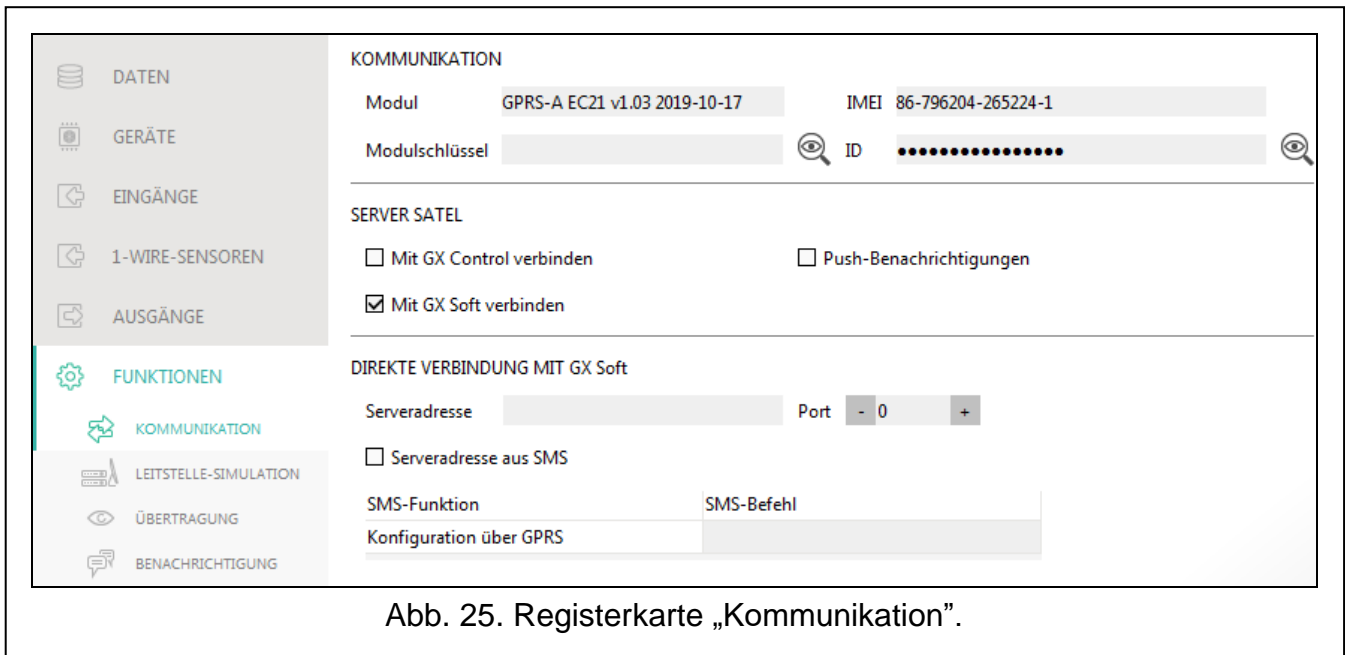 DATEN
GERÄTE
EINGÄNGE
1-WIRE-SENSOREN
AUSGÄNGE
FUNKTIONEN
KOMMUNIKATION
LEITSTELLE-SIMULATION
ÜBERTRAGUNG
BENACHRICHTIGUNG
KOMMUNIKATION
Modul GPRS-A EC21 v1.03 2019-10-17 IMEI 86-796204-265224-1
Modulschlüssel ID ●●●●●●●●●●●●●●●●
SERVER SATEL
Mit GX Control verbinden Push-Benachrichtigungen
Mit GX Soft verbinden
DIREKTE VERBINDUNG MIT GX Soft
Serveradresse Port - 0 +
Serveradresse aus SMS
SMS-Funktion SMS-Befehl
Konfiguration über GPRS
Abb. 25. Registerkarte „Kommunikation”.